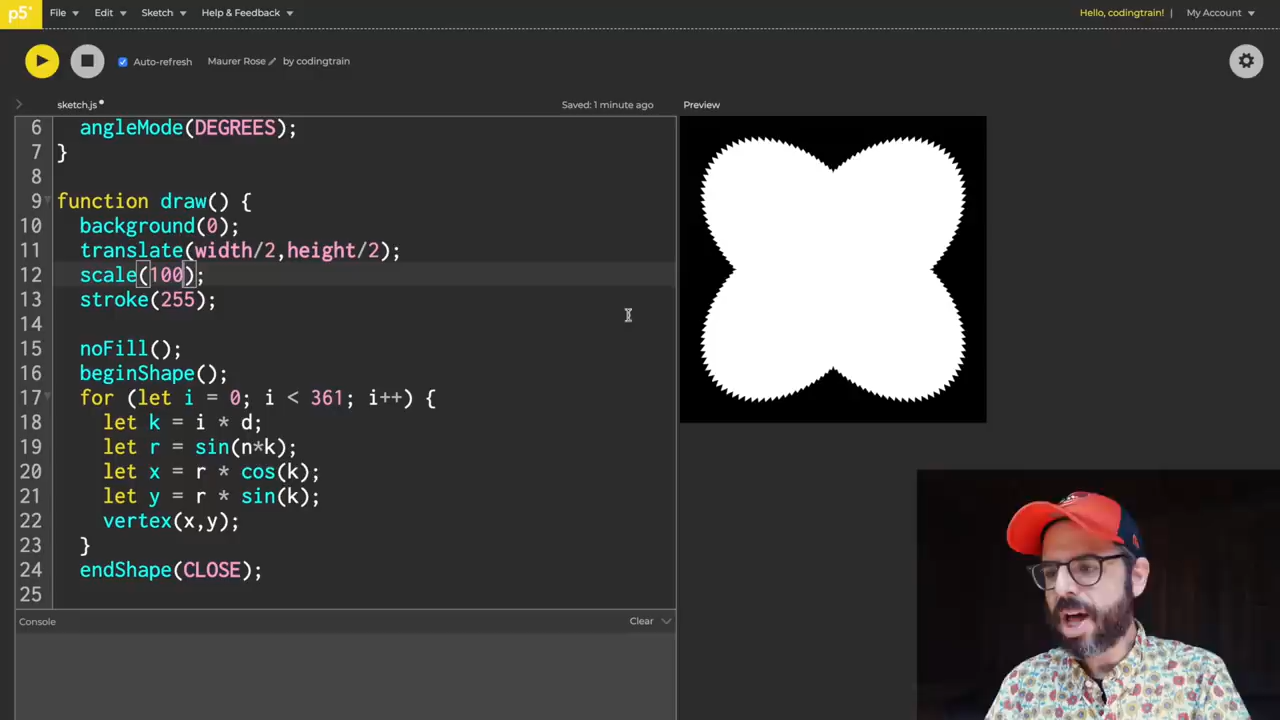 p5*
File Edit Sketch Help & Feedback Hello, codingtrain! | My Account
Auto-refresh Maurer Rose by codingtrain
sketch.js Saved: 1 minute ago Preview
6 angleMode(DEGREES);
7 }
8
9 function draw() {
10 background(0);
11 translate(width/2,height/2);
12 scale(100);
13 stroke(255);
14
15 noFill();
16 beginShape();
17 for (let i = 0; i < 361; i++) {
18 let k = i * d;
19 let r = sin(n*k);
20 let x = r * cos(k);
21 let y = r * sin(k);
22 vertex(x,y);
23 }
24 endShape(CLOSE);
25
Console Clear